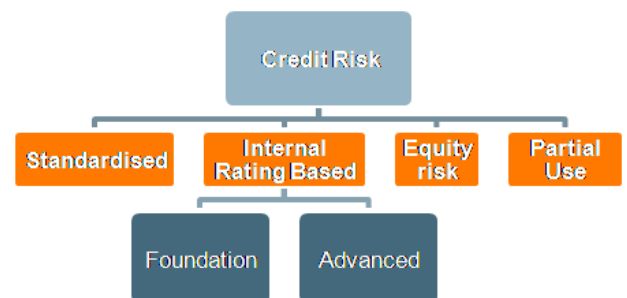 Credit Risk
Standardised
Internal
Rating Based
Equity
risk
Partial
Use
Foundation
Advanced